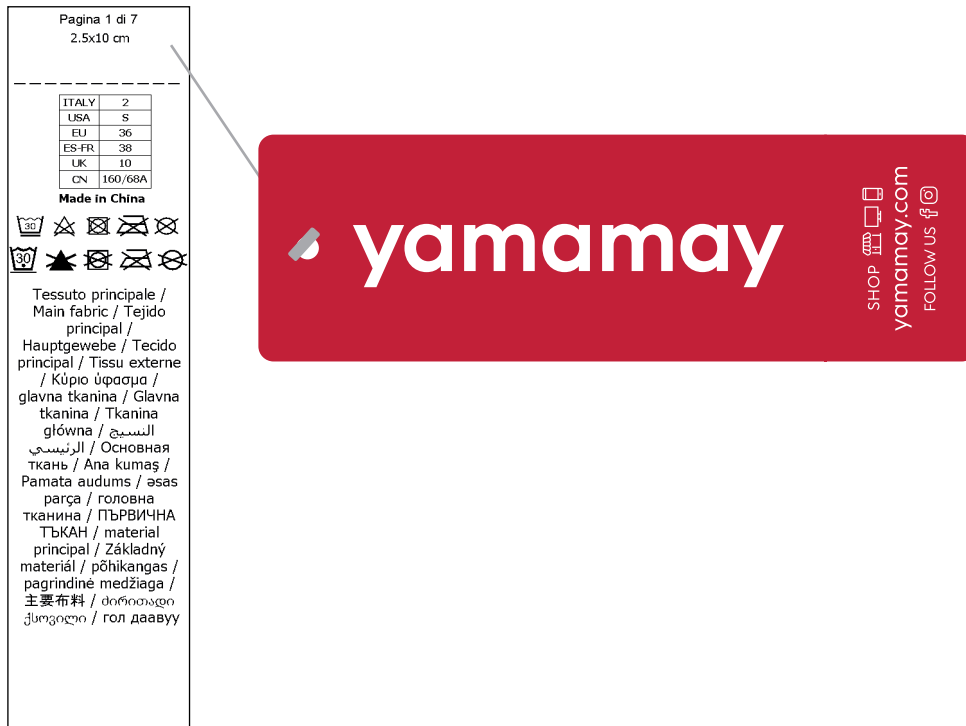 Pagina 1 di 7
2.5x10 cm
ITALY 2
USA S
EU 36
ES-FR 38
UK 10
CN 160/68A
Made in China
30
30
Tessuto principale /
Main fabric / Tejido
principal /
Hauptgewebe / Tecido
principal / Tissu externe
/ Κύριο ύφασμα /
glavna tkanina / Glavna
tkanina / Tkanina
główna / النسيج
الرئيسي / Основная
ткань / Ana kumaş /
Pamata audums / əsas
parça / головна
тканина / ПЪРВИЧНА
ТЪКАН / material
principal / Základný
materiál / põhikangas /
pagrindinė medžiaga /
主要布料 / ძირითადი
ქსოვილი / гол даавуу
yamamay
SHOP
yamamay.com
FOLLOW US